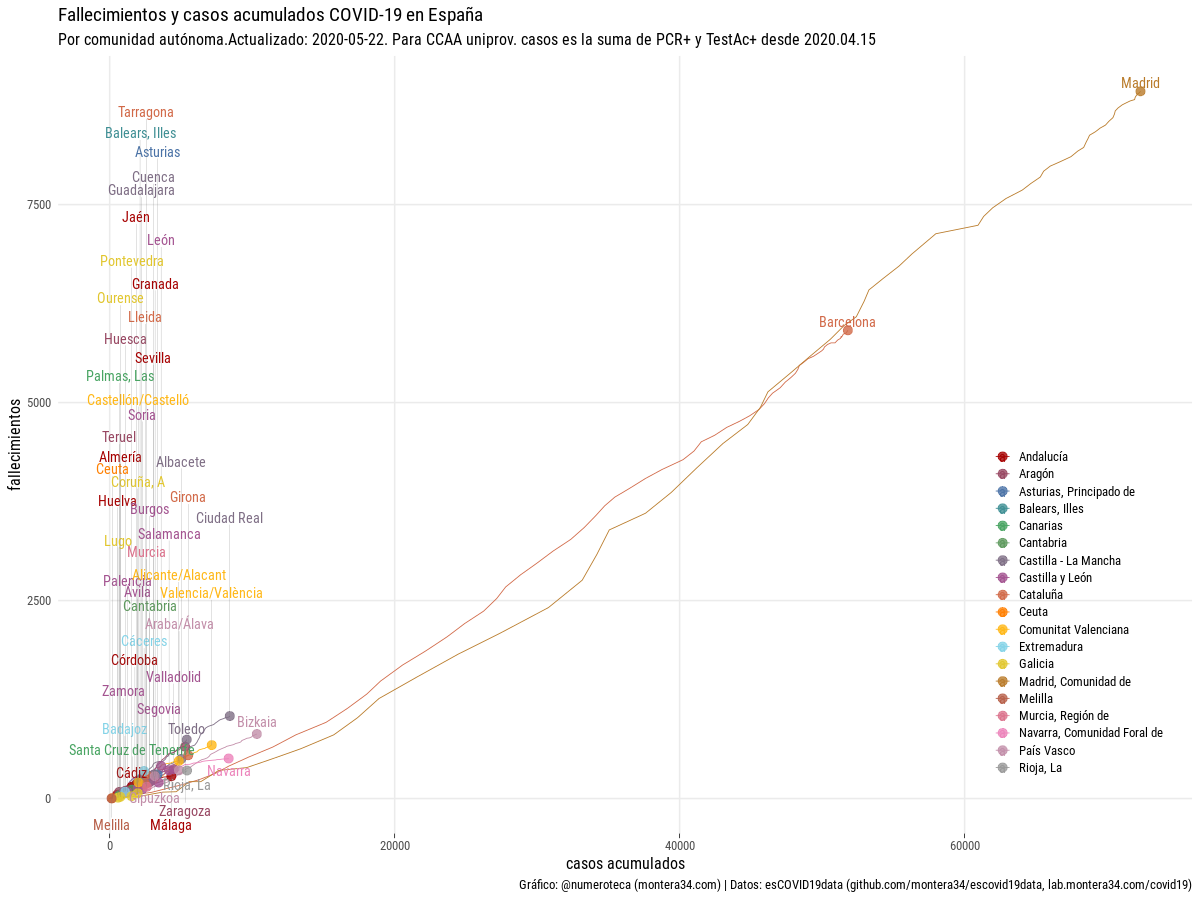 Fallecimientos y casos acumulados COVID-19 en España
Por comunidad autónoma.Actualizado: 2020-05-22. Para CCAA uniprov. casos es la suma de PCR+ y TestAc+ desde 2020.04.15
Madrid
Tarragona
Balears, Illes
Asturias
Cuenca
Guadalajara
7500
Jaén
León
Pontevedra
Granada
Ourense
Lleida
Barcelona
Huesca
Sevilla
Palmas, Las
5000
Castellón/Castelló
Soria
Teruel
Almería
Albacete
Ceuta
Coruña, A
Girona
Huelva
Burgos
Ciudad Real
Salamanca
Lugo
Murcia
Alicante/Alacant
Palencia
Ávila
Valencia/València
2500
Cantabria
Araba/Álava
Cáceres
Córdoba
Valladolid
Zamora
Segovia
Badajoz
Toledo
Bizkaia
Santa Cruz de Tenerife
Cádiz
Navarra
Rioja, La
0
Gipuzkoa
Zaragoza
Melilla
Málaga
fallecimientos
Andalucía
Aragón
Asturias, Principado de
Balears, Illes
Canarias
Cantabria
Castilla - La Mancha
Castilla y León
Cataluña
Ceuta
Comunitat Valenciana
Extremadura
Galicia
Madrid, Comunidad de
Melilla
Murcia, Región de
Navarra, Comunidad Foral de
País Vasco
Rioja, La
0 20000 40000 60000
casos acumulados
Gráfico: @numeroteca (montera34.com) | Datos: esCOVID19data (github.com/montera34/escovid19data, lab.montera34.com/covid19)